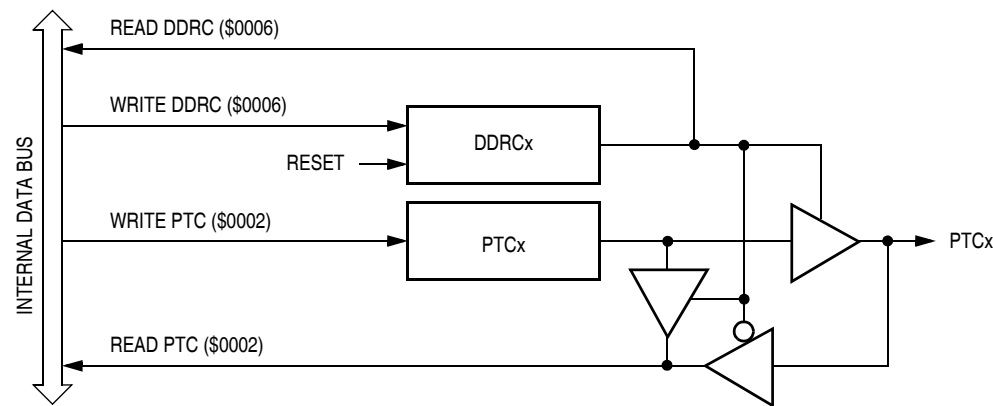 READ DDRC ($0006)
WRITE DDRC ($0006)
DDRCx
RESET
INTERNAL DATA BUS
WRITE PTC ($0002)
PTCx
PTCx
READ PTC ($0002)